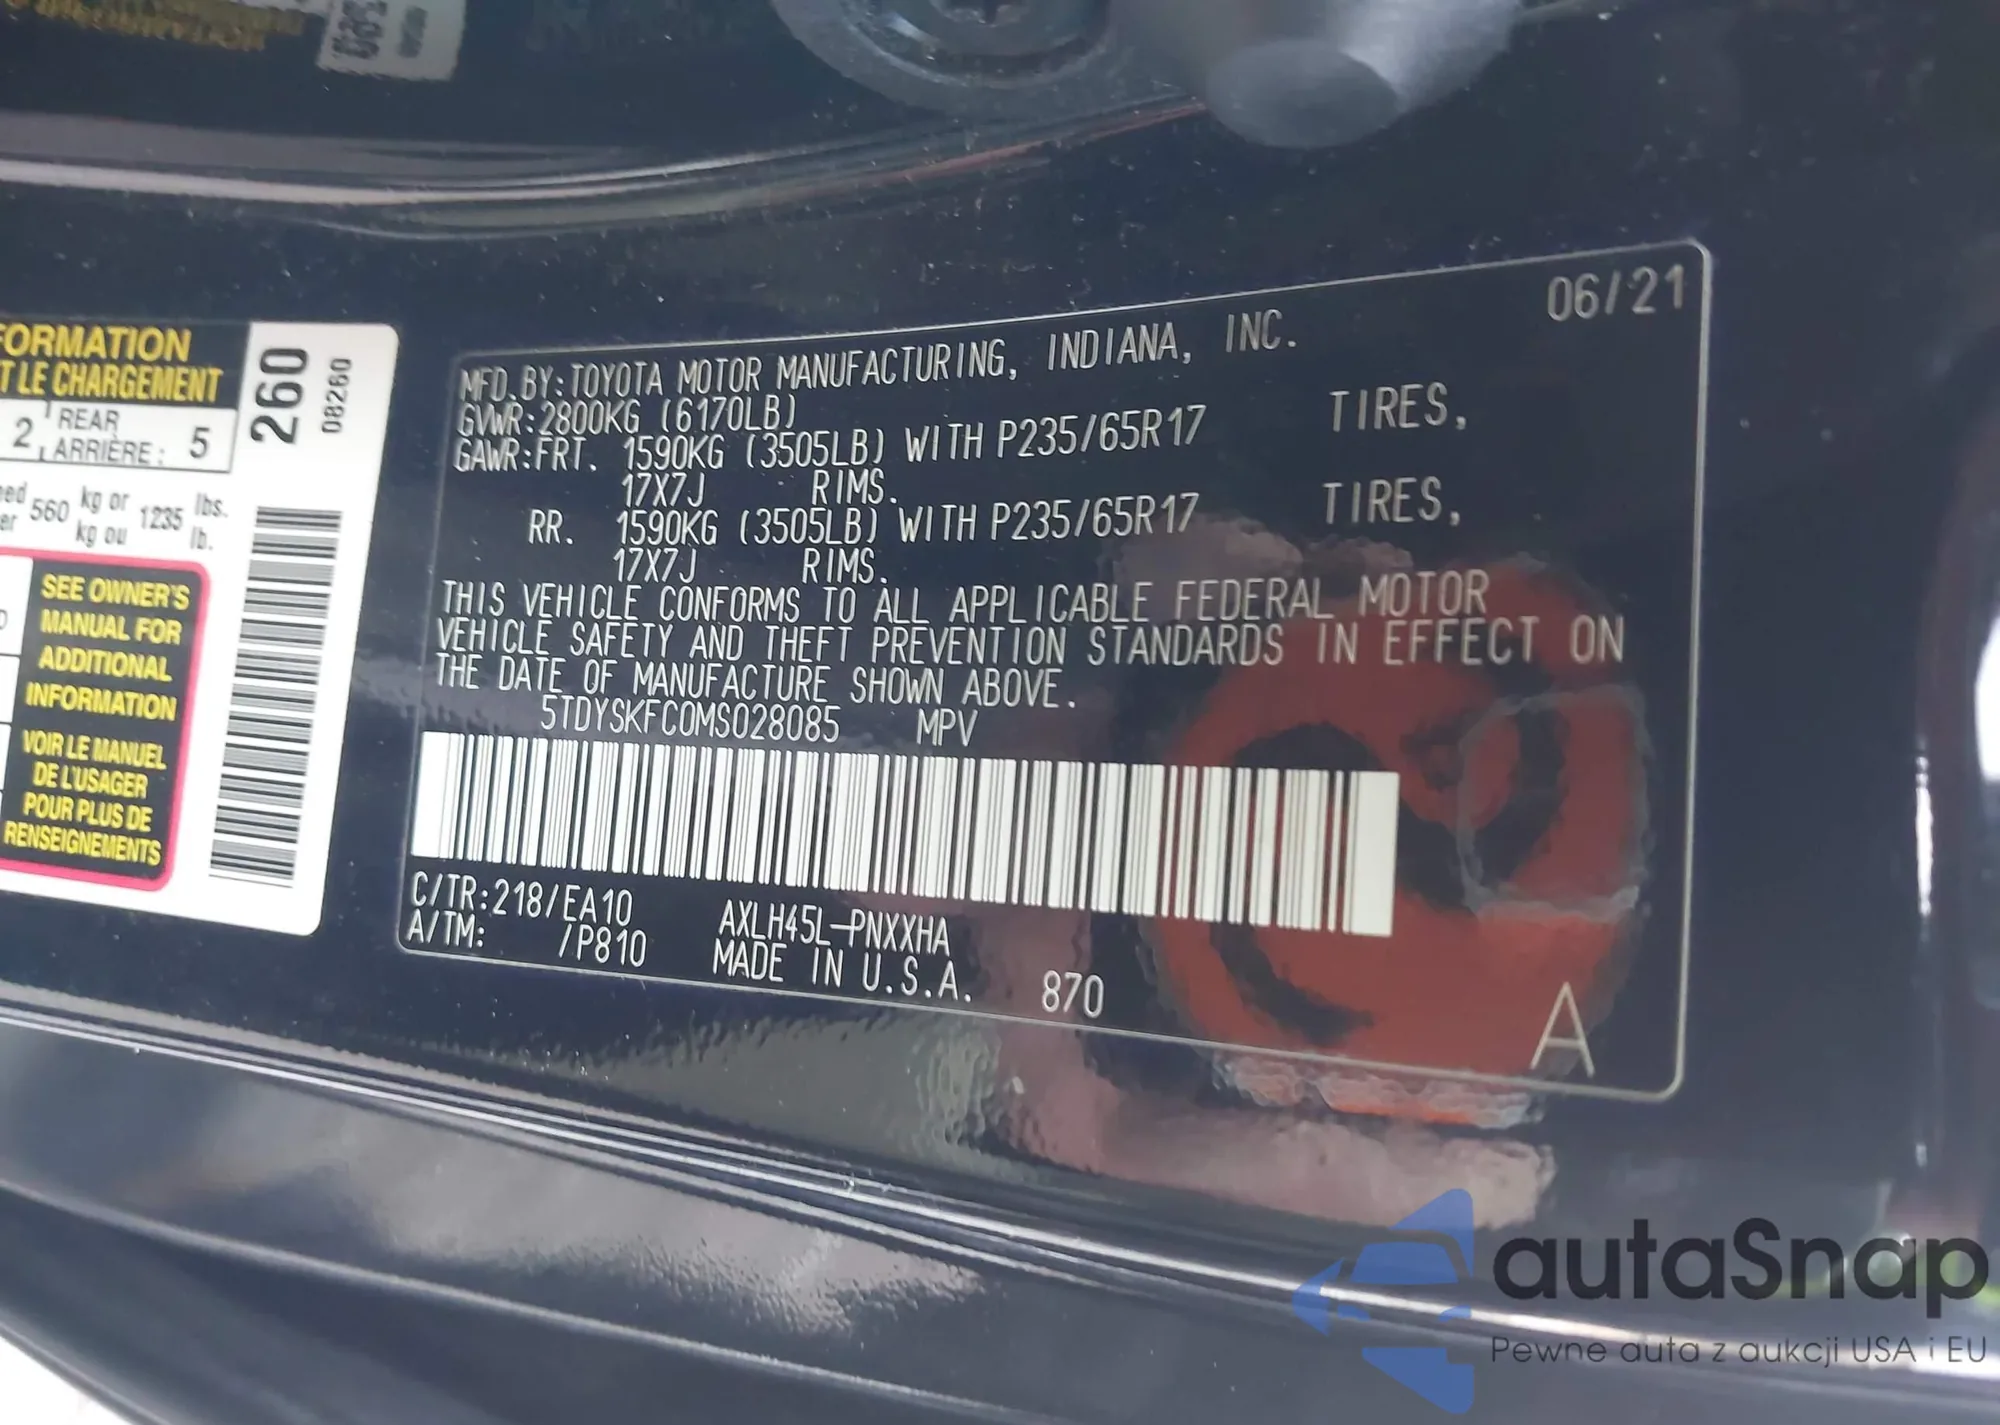 FORMATION
T LE CHARGEMENT
2 REAR
ARRIÈRE: 5
560 kg or 1235 lbs.
kg ou lb.
SEE OWNER'S
MANUAL FOR
ADDITIONAL
INFORMATION
VOIR LE MANUEL
DE L'USAGER
POUR PLUS DE
RENSEIGNEMENTS
260
08260
06/21
MFD.BY:TOYOTA MOTOR MANUFACTURING, INDIANA, INC.
GVWR:2800KG (6170LB)
GAWR:FRT. 1590KG (3505LB) WITH P235/65R17 TIRES,
17X7J RIMS.
RR. 1590KG (3505LB) WITH P235/65R17 TIRES,
17X7J RIMS.
THIS VEHICLE CONFORMS TO ALL APPLICABLE FEDERAL MOTOR
VEHICLE SAFETY AND THEFT PREVENTION STANDARDS IN EFFECT ON
THE DATE OF MANUFACTURE SHOWN ABOVE.
5TDYSKFC0MS028085 MPV
C/TR:218/EA10 AXLH45L-PNXXHA
A/TM: /P810 MADE IN U.S.A. 870
A
autaSnap
Pewne auta z aukcji USA i EU